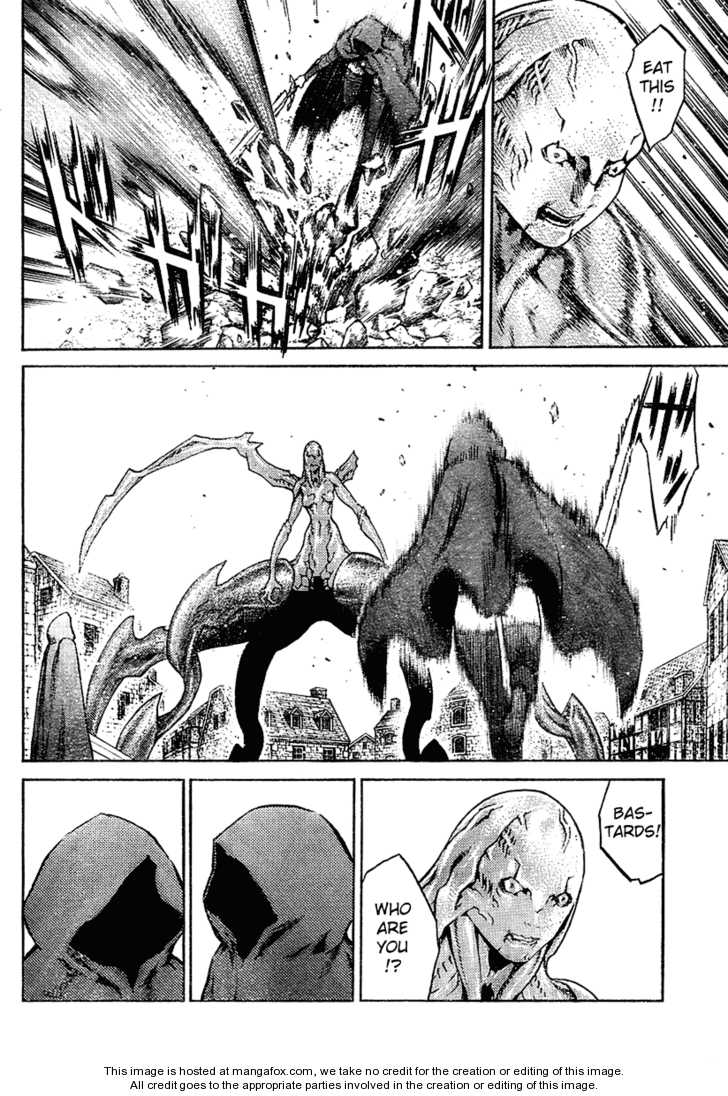 EAT
THIS
!!
BAS-
TARDS!
WHO
ARE
YOU
!?
This image is hosted at mangafox.com, we take no credit for the creation or editing of this image.
All credit goes to the appropriate parties involved in the creation or editing of this image.